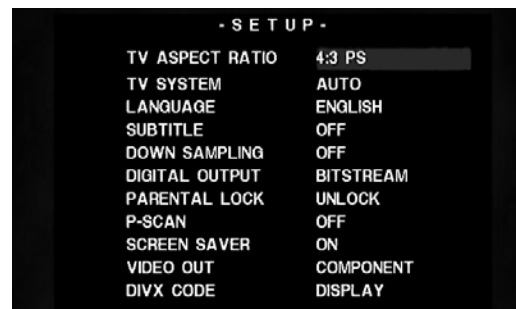 - S E T U P -
TV ASPECT RATIO 4:3 PS
TV SYSTEM AUTO
LANGUAGE ENGLISH
SUBTITLE OFF
DOWN SAMPLING OFF
DIGITAL OUTPUT BITSTREAM
PARENTAL LOCK UNLOCK
P-SCAN OFF
SCREEN SAVER ON
VIDEO OUT COMPONENT
DIVX CODE DISPLAY